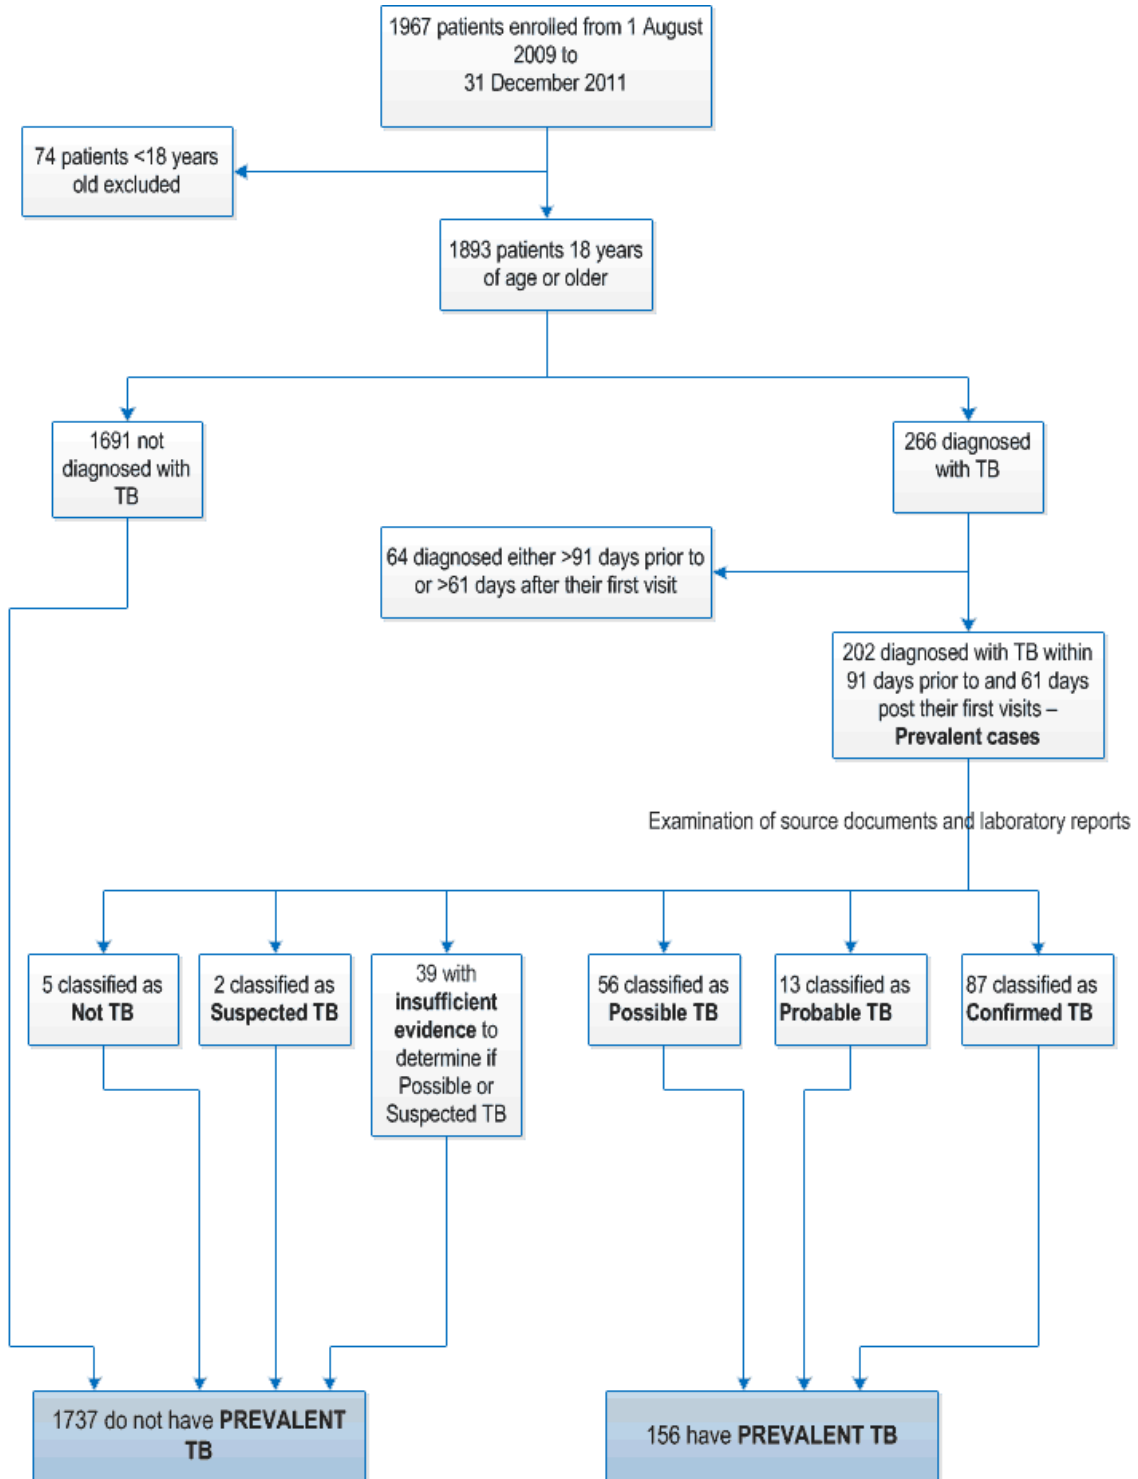 1967 patients enrolled from 1 August
2009 to
31 December 2011
74 patients <18 years
old excluded
1893 patients 18 years
of age or older
1691 not
diagnosed with
TB
266 diagnosed
with TB
64 diagnosed either >91 days prior to
or >61 days after their first visit
202 diagnosed with TB within
91 days prior to and 61 days
post their first visits –
Prevalent cases
Examination of source documents and laboratory reports
5 classified as
Not TB
2 classified as
Suspected TB
39 with
insufficient
evidence to
determine if
Possible or
Suspected TB
56 classified as
Possible TB
13 classified as
Probable TB
87 classified as
Confirmed TB
1737 do not have PREVALENT
TB
156 have PREVALENT TB